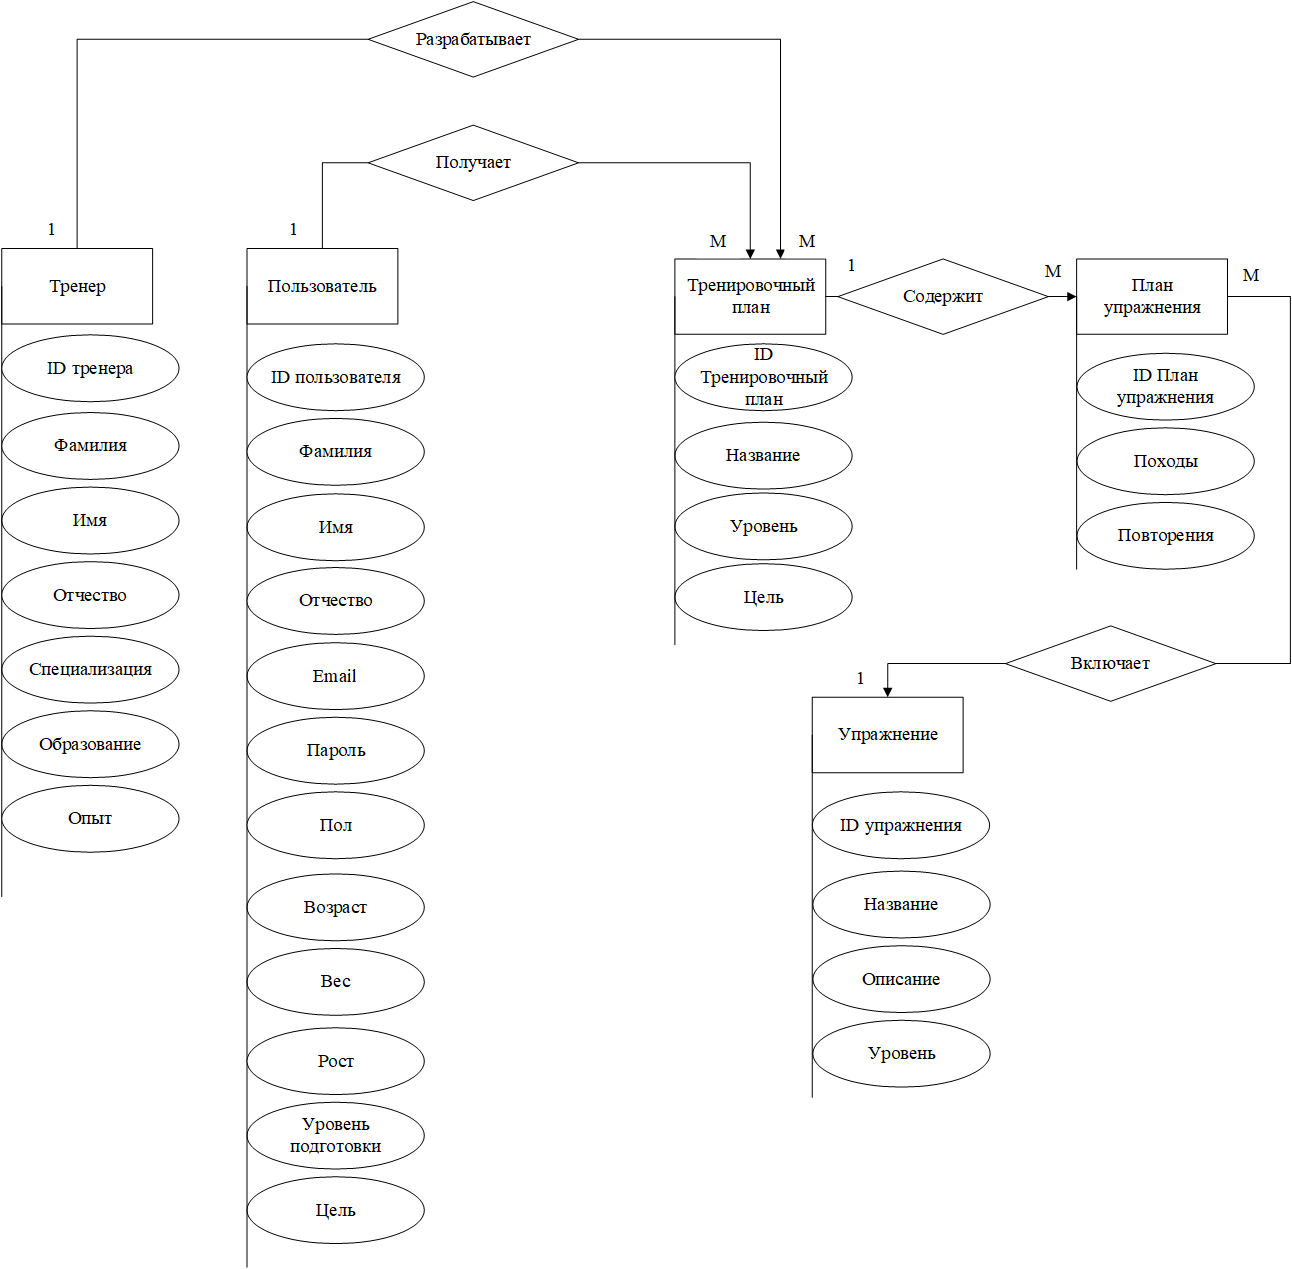 Разрабатывает
Получает
1
1
М
М
1
М
М
Тренер
Пользователь
Тренировочный
план
Содержит
План
упражнения
ID тренера
Фамилия
Имя
Отчество
Специализация
Образование
Опыт
ID пользователя
Фамилия
Имя
Отчество
Email
Пароль
Пол
Возраст
Вес
Рост
Уровень
подготовки
Цель
ID
Тренировочный
план
Название
Уровень
Цель
ID План
упражнения
Походы
Повторения
Включает
1
Упражнение
ID упражнения
Название
Описание
Уровень